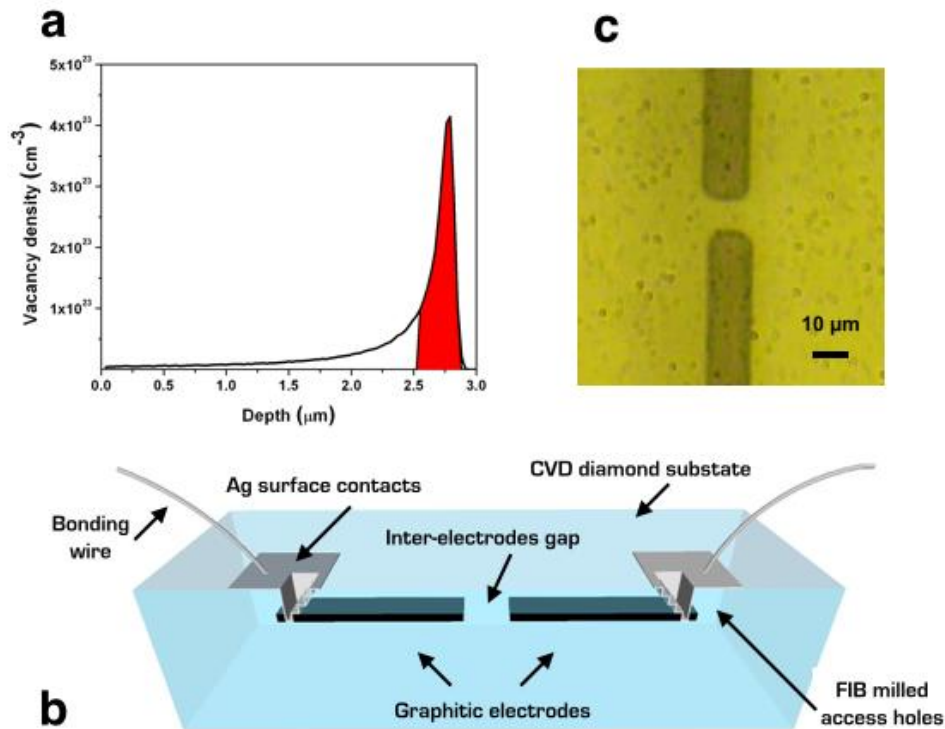 a
5x10^23
4x10^23
3x10^23
2x10^23
1x10^23
Vacancy density (cm^-3)
0.0 0.5 1.0 1.5 2.0 2.5 3.0
Depth (μm)
c
10 μm
b
Bonding
wire
Ag surface contacts
Inter-electrodes gap
CVD diamond substate
Graphitic electrodes
FIB milled
access holes